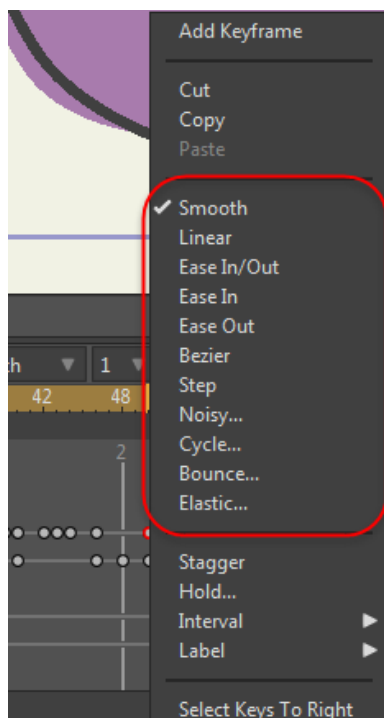 Add Keyframe
Cut
Copy
Paste
Smooth
Linear
Ease In/Out
Ease In
Ease Out
Bezier
Step
Noisy...
Cycle...
Bounce...
Elastic...
Stagger
Hold...
Interval
Label
Select Keys To Right
th 1
42 48
2